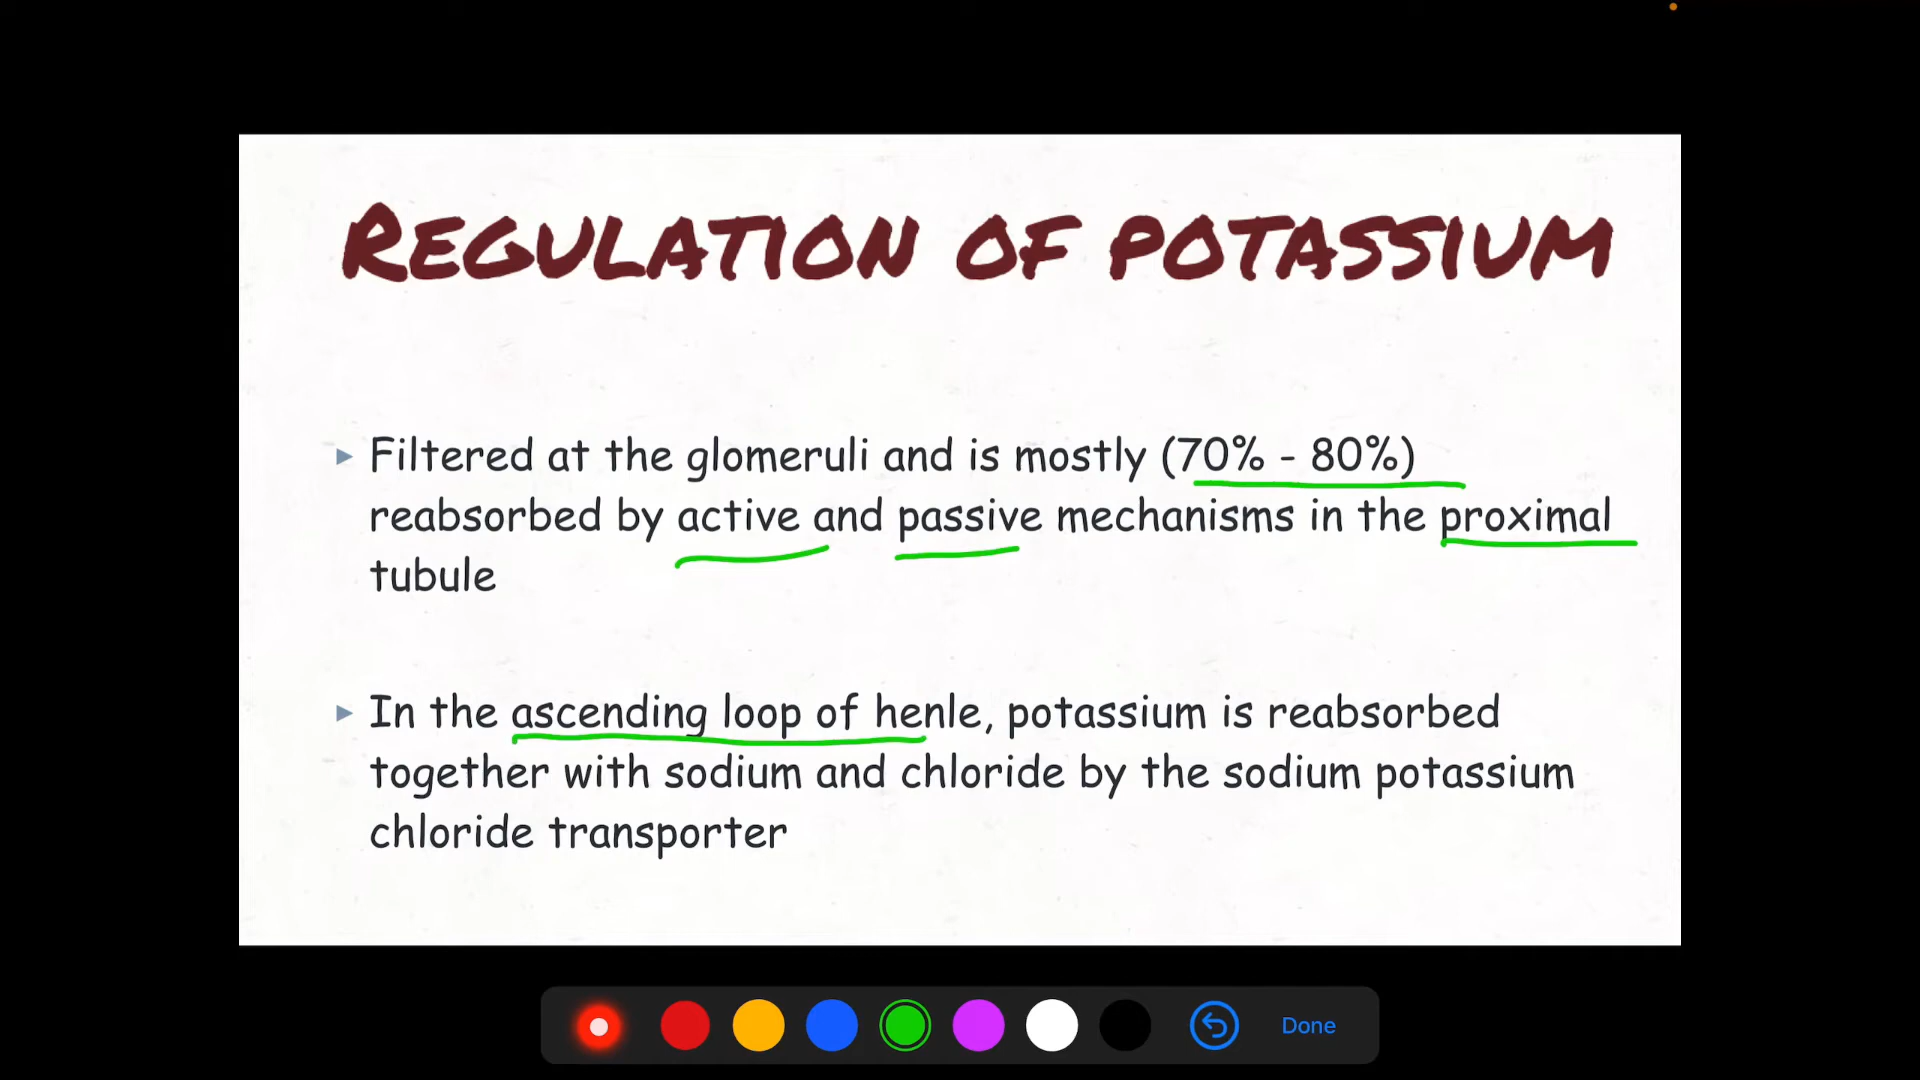 REGULATION OF POTASSIUM
Filtered at the glomeruli and is mostly (70% - 80%)
reabsorbed by active and passive mechanisms in the proximal
tubule
In the ascending loop of henle, potassium is reabsorbed
together with sodium and chloride by the sodium potassium
chloride transporter
Done